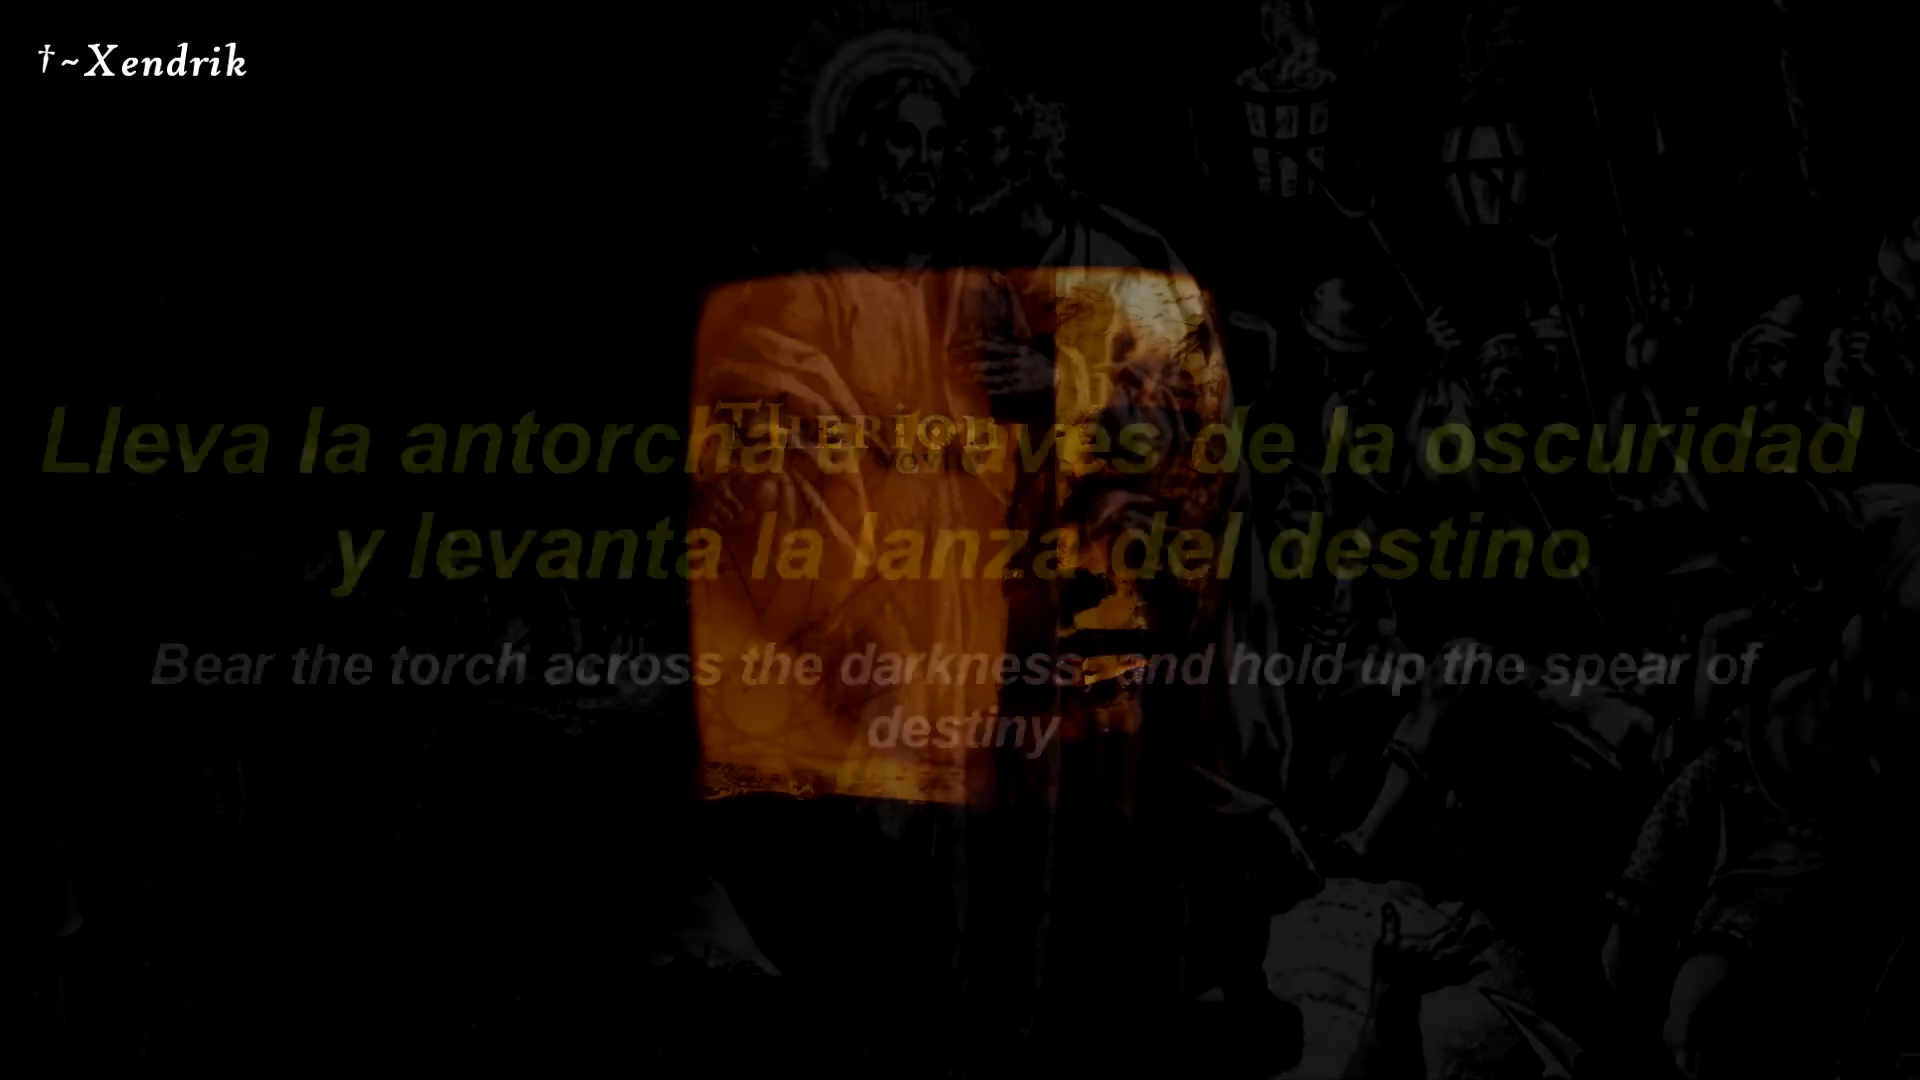 †~Xendrik
Lleva la antorcha a través de la oscuridad
THERION
y levanta la lanza del destino
Bear the torch across the darkness, and hold up the spear of
destiny